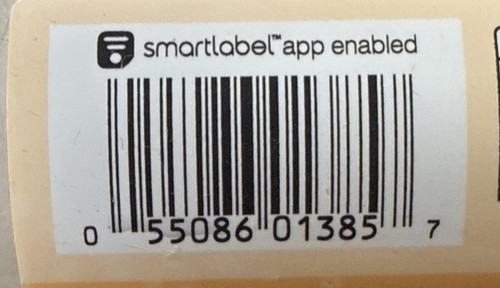 smartlabel™app enabled
0 55086 01385 7